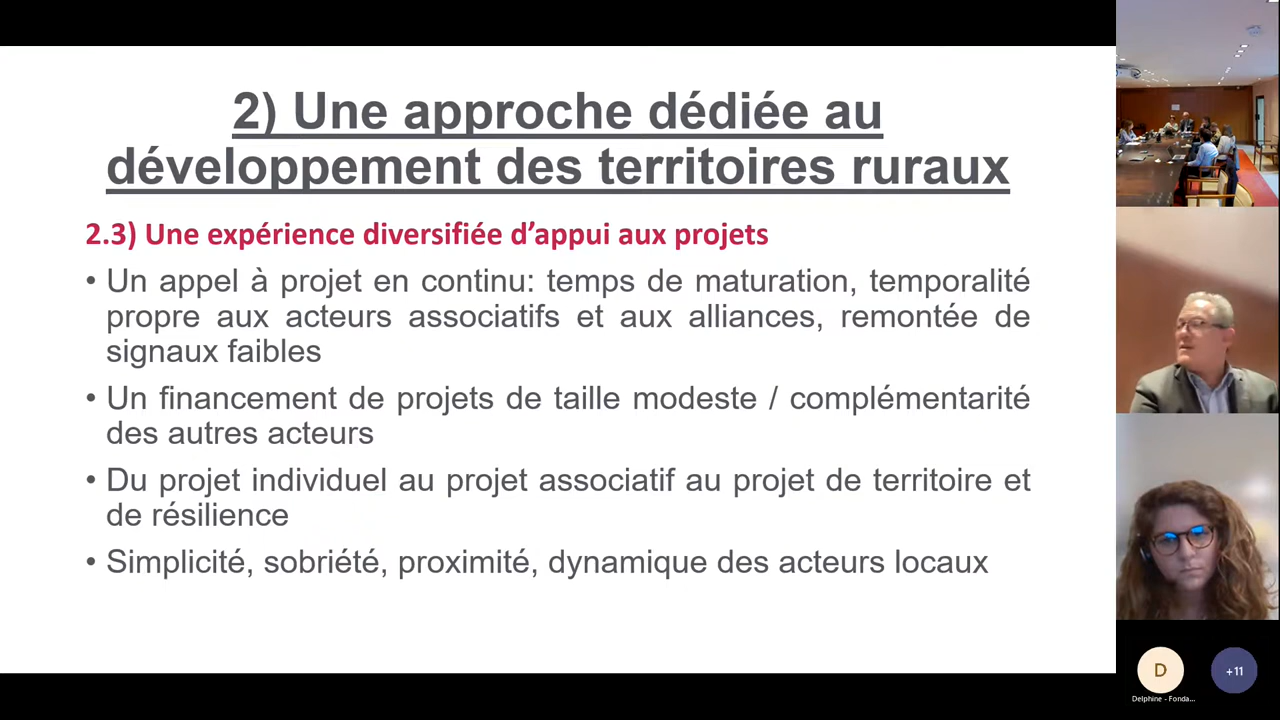 2) Une approche dédiée au
développement des territoires ruraux
2.3) Une expérience diversifiée d’appui aux projets
• Un appel à projet en continu: temps de maturation, temporalité
propre aux acteurs associatifs et aux alliances, remontée de
signaux faibles
• Un financement de projets de taille modeste / complémentarité
des autres acteurs
• Du projet individuel au projet associatif au projet de territoire et
de résilience
• Simplicité, sobriété, proximité, dynamique des acteurs locaux
D
+11
Delphine - Fonda...